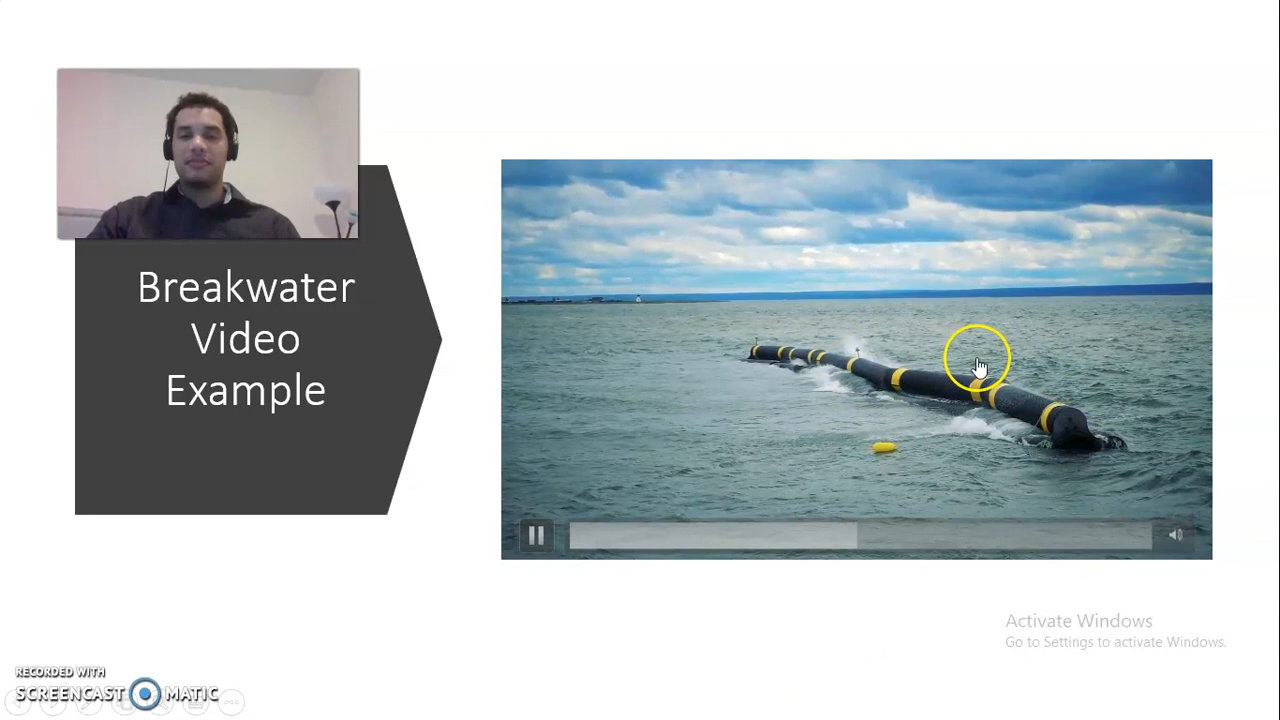 Breakwater
Video
Example
Activate Windows
Go to Settings to activate Windows.
RECORDED WITH
SCREENCAST MATIC